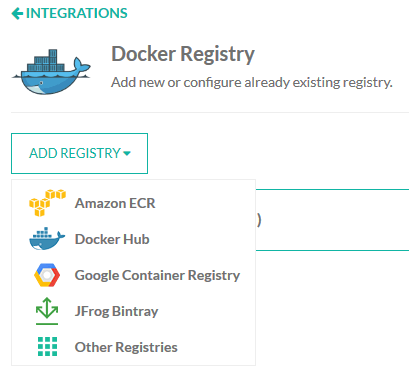 INTEGRATIONS
Docker Registry
Add new or configure already existing registry.
ADD REGISTRY
)
Amazon ECR
Docker Hub
Google Container Registry
JFrog Bintray
Other Registries